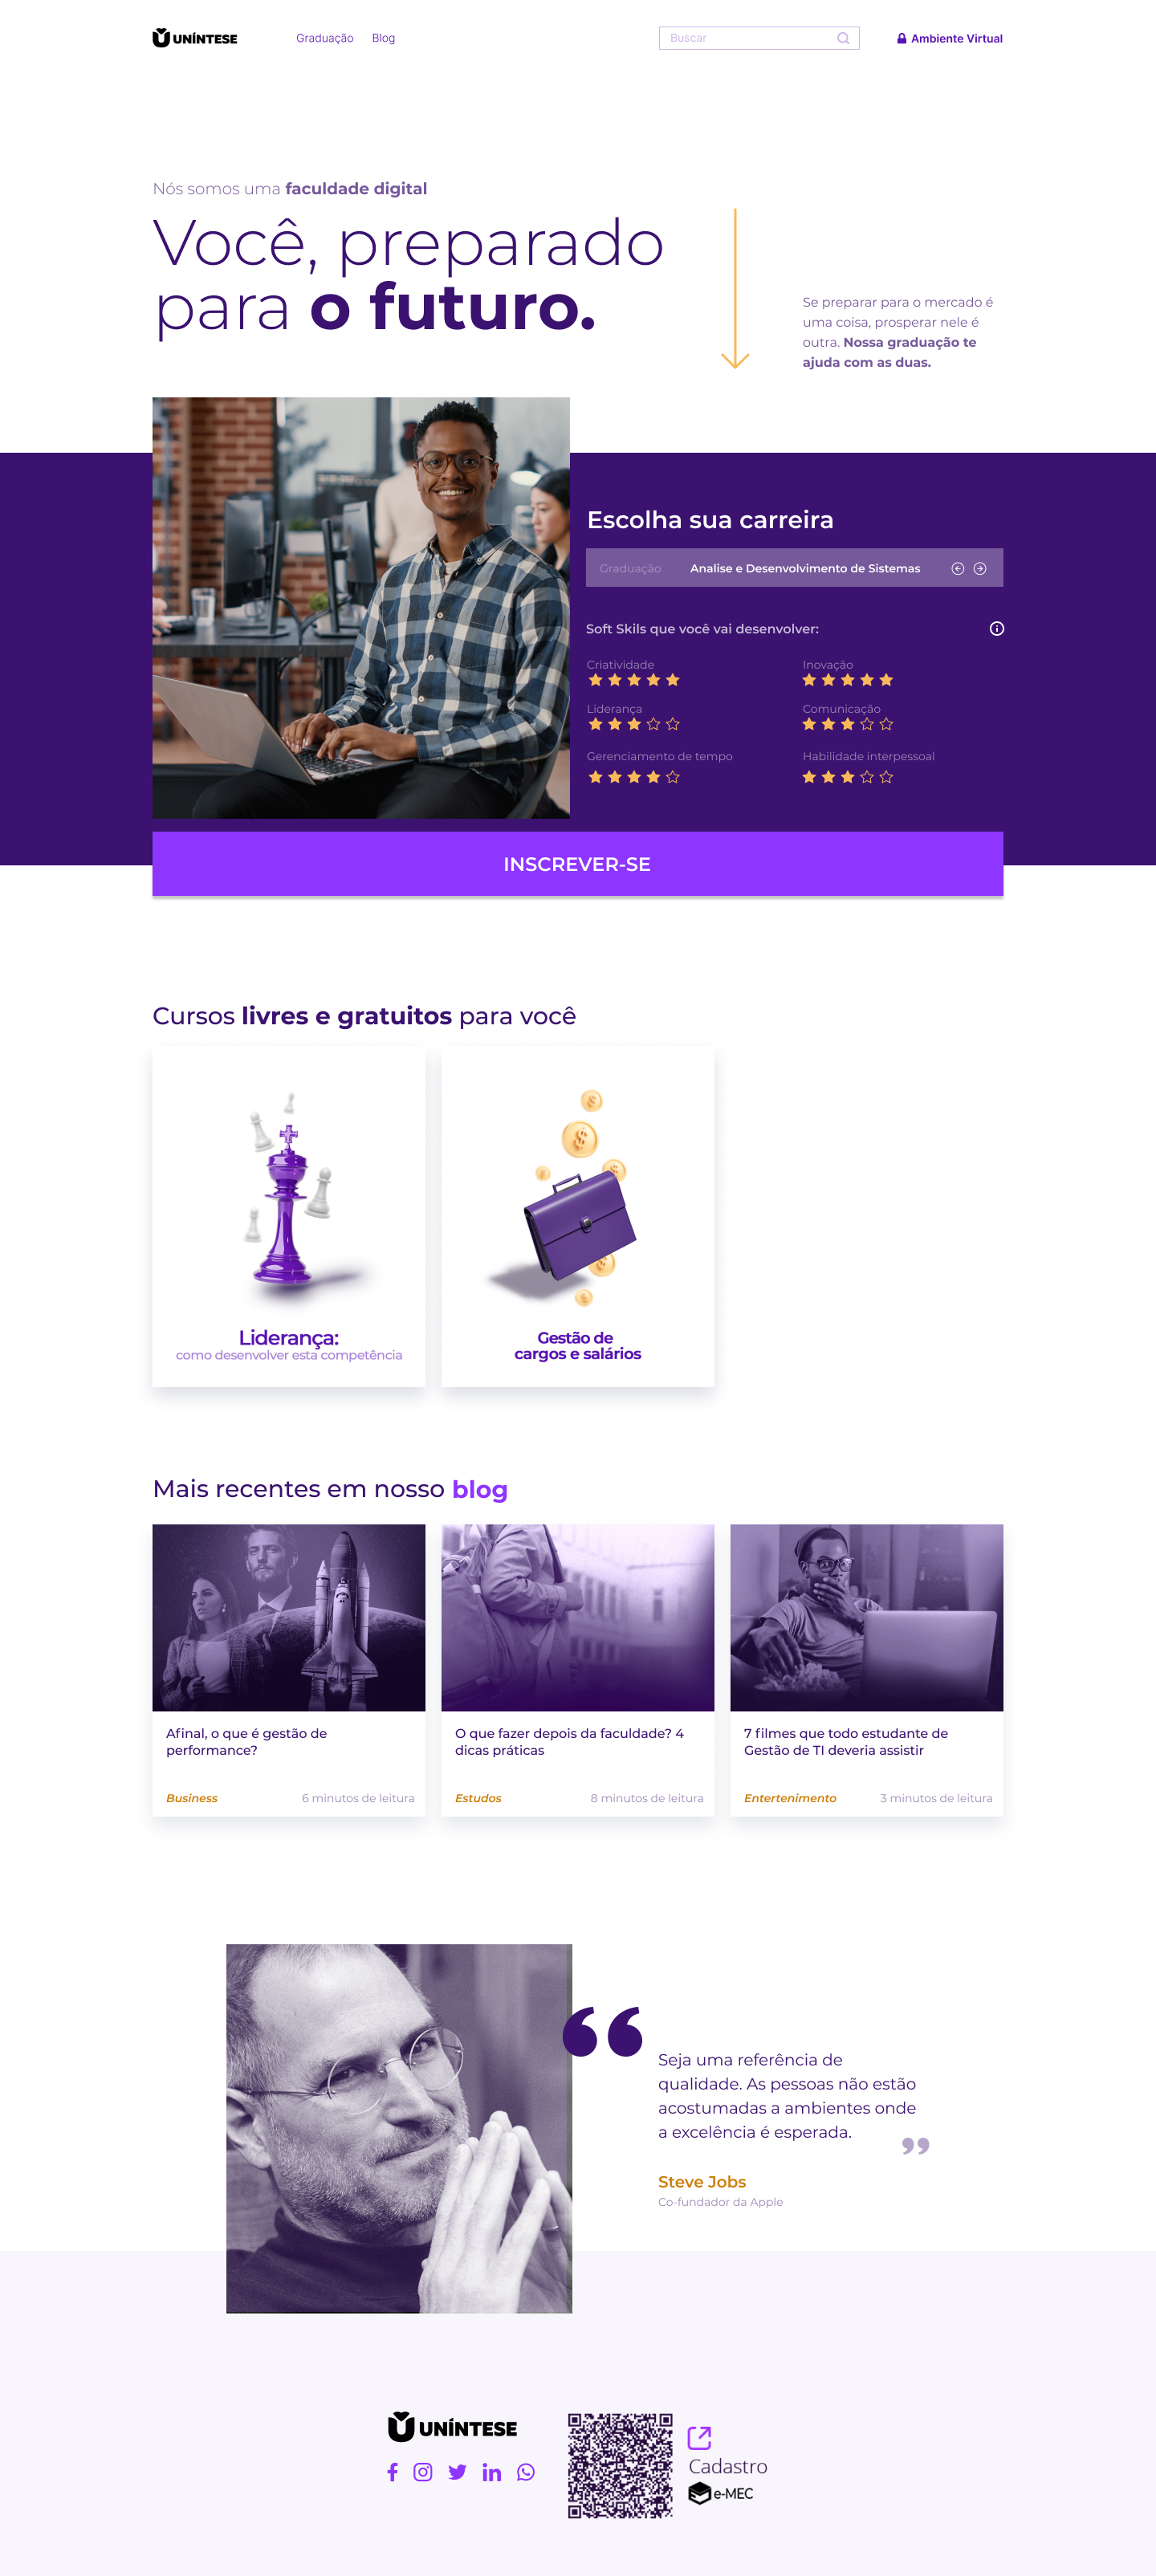 UNÍNTESE
Graduação Blog
Buscar
Ambiente Virtual
Nós somos uma faculdade digital
Você, preparado
para o futuro.
Se preparar para o mercado é
uma coisa, prosperar nele é
outra. Nossa graduação te
ajuda com as duas.
Escolha sua carreira
Graduação Analise e Desenvolvimento de Sistemas
Soft Skils que você vai desenvolver:
Criatividade
Inovação
Liderança
Comunicação
Gerenciamento de tempo
Habilidade interpessoal
INSCREVER-SE
Cursos livres e gratuitos para você
Liderança:
como desenvolver esta competência
Gestão de
cargos e salários
Mais recentes em nosso blog
Afinal, o que é gestão de
performance?
Business 6 minutos de leitura
O que fazer depois da faculdade? 4
dicas práticas
Estudos 8 minutos de leitura
7 filmes que todo estudante de
Gestão de TI deveria assistir
Entertenimento 3 minutos de leitura
“
Seja uma referência de
qualidade. As pessoas não estão
acostumadas a ambientes onde
a excelência é esperada.
”
Steve Jobs
Co-fundador da Apple
UNÍNTESE
Cadastro
e-MEC